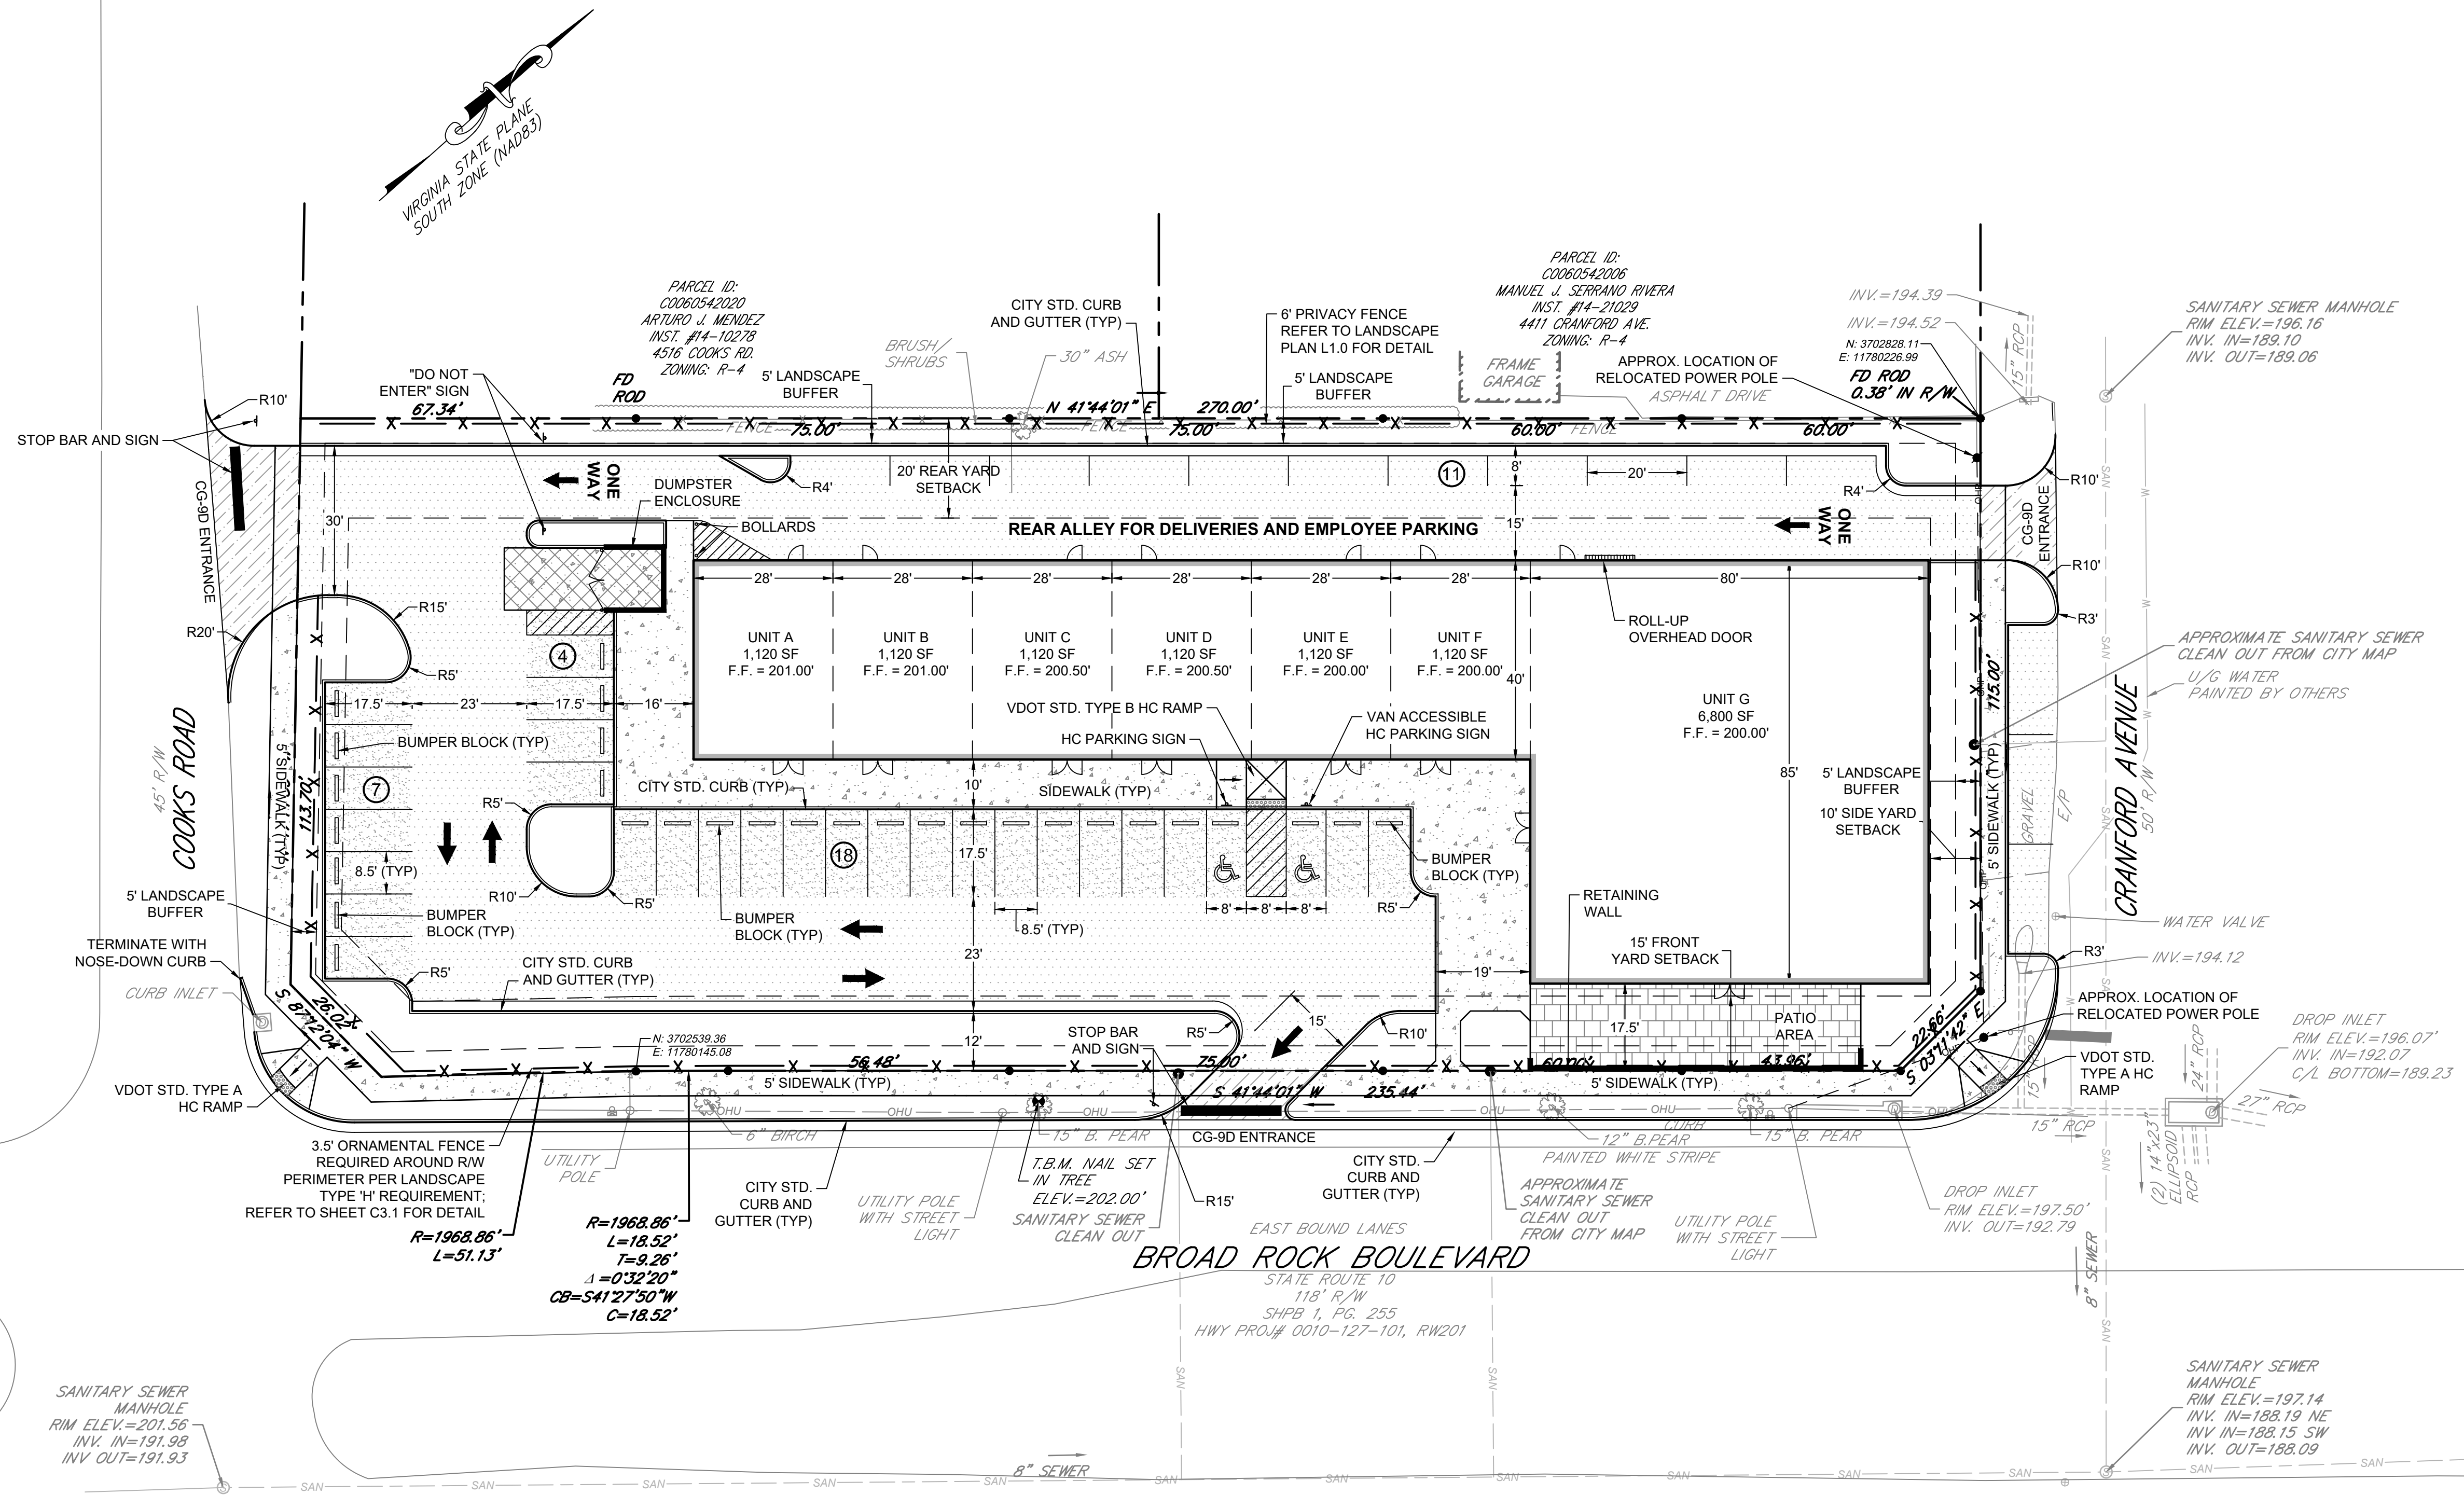 VIRGINIA STATE PLANE
SOUTH ZONE (NAD83)
PARCEL ID:
C0060542020
ARTURO J. MENDEZ
INST. #14-10278
4516 COOKS RD.
ZONING: R-4
BRUSH/
SHRUBS
CITY STD. CURB
AND GUTTER (TYP)
30" ASH
6' PRIVACY FENCE
REFER TO LANDSCAPE
PLAN L1.0 FOR DETAIL
PARCEL ID:
C0060542006
MANUEL J. SERRANO RIVERA
INST. #14-21029
4411 CRANFORD AVE.
ZONING: R-4
FRAME
GARAGE
APPROX. LOCATION OF
RELOCATED POWER POLE
ASPHALT DRIVE
INV.=194.39
INV.=194.52
N: 3702828.11
E: 11780226.99
FD ROD
0.38' IN R/W
15" RCP
SANITARY SEWER MANHOLE
RIM ELEV.=196.16
INV. IN=189.10
INV. OUT=189.06
"DO NOT
ENTER" SIGN
67.34'
FD
ROD
5' LANDSCAPE
BUFFER
5' LANDSCAPE
BUFFER
N 41°44'01" E
270.00'
FENCE
75.00'
FENCE
75.00'
60.00'
FENCE
60.00'
R10'
STOP BAR AND SIGN
CG-9D ENTRANCE
30'
ONE
WAY
DUMPSTER
ENCLOSURE
R4'
20' REAR YARD
SETBACK
BOLLARDS
REAR ALLEY FOR DELIVERIES AND EMPLOYEE PARKING
11
8'
20'
15'
R4'
ONE
WAY
OHP
CG-9D
ENTRANCE
R10'
R10'
R3'
SAN
W
28'
28'
28'
28'
28'
28'
80'
ROLL-UP
OVERHEAD DOOR
UNIT A
1,120 SF
F.F. = 201.00'
UNIT B
1,120 SF
F.F. = 201.00'
UNIT C
1,120 SF
F.F. = 200.50'
UNIT D
1,120 SF
F.F. = 200.50'
UNIT E
1,120 SF
F.F. = 200.00'
UNIT F
1,120 SF
F.F. = 200.00'
40'
UNIT G
6,800 SF
F.F. = 200.00'
85'
R15'
R20'
R5'
4
17.5'
23'
17.5'
16'
BUMPER BLOCK (TYP)
7
8.5' (TYP)
BUMPER
BLOCK (TYP)
5' SIDEWALK (TYP)
113.70'
COOKS ROAD
45' R/W
VDOT STD. TYPE B HC RAMP
HC PARKING SIGN
VAN ACCESSIBLE
HC PARKING SIGN
CITY STD. CURB (TYP)
10'
SIDEWALK (TYP)
R5'
R10'
R5'
18
17.5'
BUMPER
BLOCK (TYP)
8.5' (TYP)
8'
8'
8'
BUMPER
BLOCK (TYP)
R5'
23'
19'
RETAINING
WALL
15' FRONT
YARD SETBACK
17.5'
PATIO
AREA
5' LANDSCAPE
BUFFER
10' SIDE YARD
SETBACK
115.00'
OHP
5' SIDEWALK (TYP)
OHP
GRAVEL
E/P
CRANFORD AVENUE
50' R/W
APPROXIMATE SANITARY SEWER
CLEAN OUT FROM CITY MAP
U/G WATER
PAINTED BY OTHERS
WATER VALVE
R3'
INV.=194.12
APPROX. LOCATION OF
RELOCATED POWER POLE
VDOT STD.
TYPE A HC
RAMP
22.66'
S 03°11'42" E
15" RCP
15" RCP
24" RCP
27" RCP
(2) 14"x23"
ELLIPSOID
RCP
DROP INLET
RIM ELEV.=196.07'
INV. IN=192.07
C/L BOTTOM=189.23
5' LANDSCAPE
BUFFER
TERMINATE WITH
NOSE-DOWN CURB
CURB INLET
S 87°12'04" W
26.02'
R5'
CITY STD. CURB
AND GUTTER (TYP)
N: 3702539.36
E: 11780145.08
12'
56.48'
STOP BAR
AND SIGN
R5'
15'
R10'
75.00'
60.00'
43.96'
5' SIDEWALK (TYP)
5' SIDEWALK (TYP)
S 41°44'01" W
235.44'
OHU
OHU
OHU
OHU
OHU
OHU
VDOT STD. TYPE A
HC RAMP
3.5' ORNAMENTAL FENCE
REQUIRED AROUND R/W
PERIMETER PER LANDSCAPE
TYPE 'H' REQUIREMENT;
REFER TO SHEET C3.1 FOR DETAIL
R=1968.86'
L=51.13'
UTILITY
POLE
R=1968.86'
L=18.52'
T=9.26'
Δ =0°32'20"
CB=S41°27'50"W
C=18.52'
6" BIRCH
CITY STD.
CURB AND
GUTTER (TYP)
UTILITY POLE
WITH STREET
LIGHT
15" B. PEAR
T.B.M. NAIL SET
IN TREE
ELEV.=202.00'
SANITARY SEWER
CLEAN OUT
CG-9D ENTRANCE
R15'
CITY STD.
CURB AND
GUTTER (TYP)
12" B.PEAR
CURB
15" B. PEAR
PAINTED WHITE STRIPE
APPROXIMATE
SANITARY SEWER
CLEAN OUT
FROM CITY MAP
UTILITY POLE
WITH STREET
LIGHT
DROP INLET
RIM ELEV.=197.50'
INV. OUT=192.79
EAST BOUND LANES
BROAD ROCK BOULEVARD
STATE ROUTE 10
118' R/W
SHPB 1, PG. 255
HWY PROJ# 0010-127-101, RW201
8" SEWER
SANITARY SEWER
MANHOLE
RIM ELEV.=201.56
INV. IN=191.98
INV OUT=191.93
8" SEWER
SANITARY SEWER
MANHOLE
RIM ELEV.=197.14
INV. IN=188.19 NE
INV IN=188.15 SW
INV. OUT=188.09
SAN
SAN
SAN
SAN
SAN
SAN
SAN
SAN
SAN
SAN
SAN
SAN
SAN